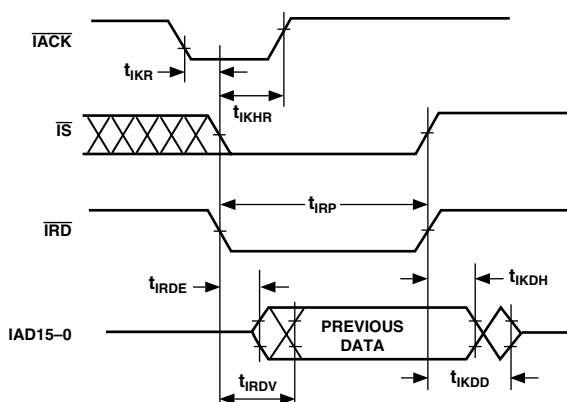 IACK
tIKR
tIKHR
IS
tIRP
IRD
tIRDE
tIKDH
IAD15–0
PREVIOUS
DATA
tIKDD
tIRDV